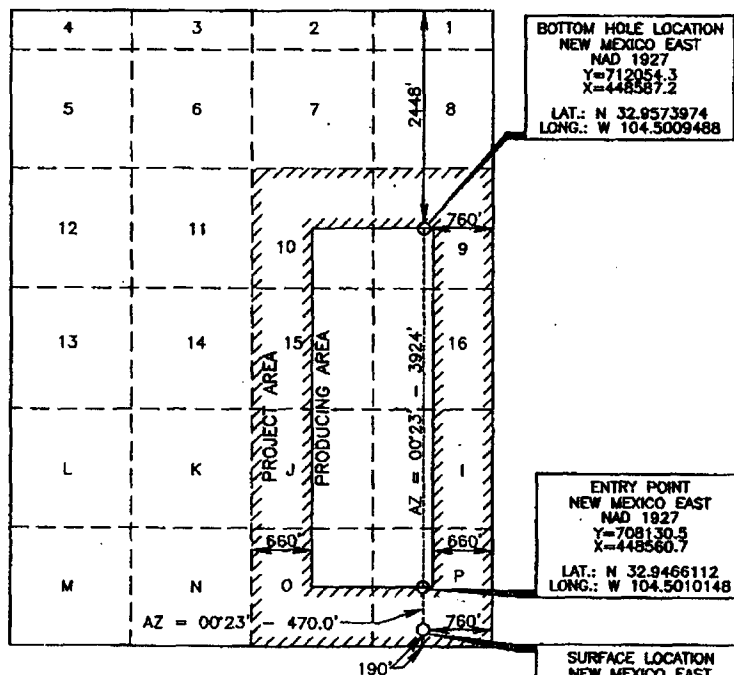 4 3 2 1
BOTTOM HOLE LOCATION
NEW MEXICO EAST
NAD 1927
Y=712054.3
X=448587.2
LAT.: N 32.9573974
LONG.: W 104.5009488
2448'
5 6 7 8
12 11 10 9
760'
13 14 15 16
PROJECT AREA
PRODUCING AREA
AZ = 00°23' - 3924'
L K J I
ENTRY POINT
NEW MEXICO EAST
NAD 1927
Y=708130.5
X=448560.7
LAT.: N 32.9466112
LONG.: W 104.5010148
660' 660'
M N O P
AZ = 00°23' - 470.0'
760'
190'
SURFACE LOCATION
NEW MEXICO EAST